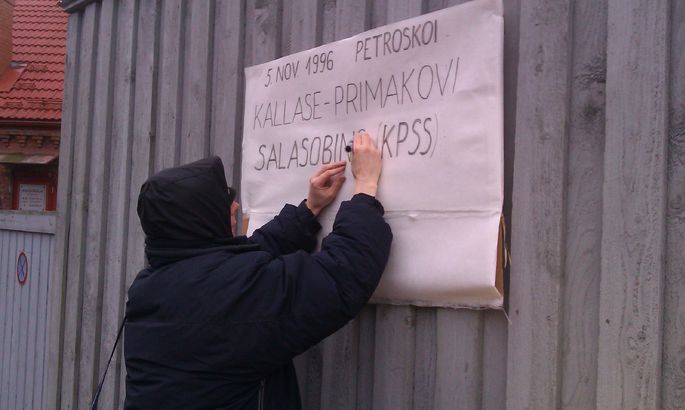 5. NOV 1996 PETROSKOI
KALLASE-PRIMAKOVI
(KPSS)